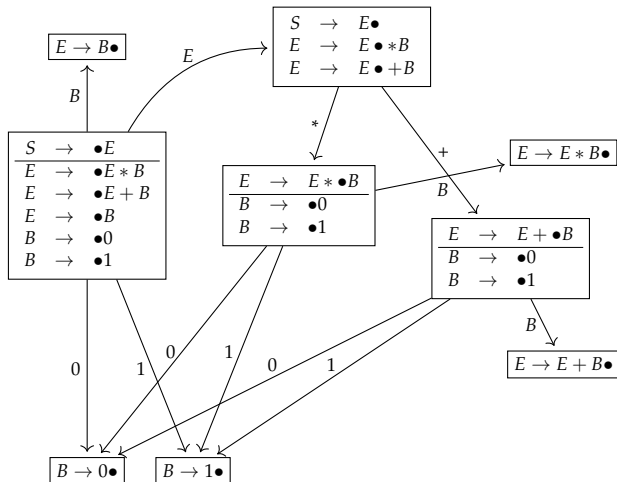 S → E●
E → E● ∗B
E → E● +B
E → B●
E
B
∗
+
B
S → ●E
E → ●E ∗ B
E → ●E + B
E → ●B
B → ●0
B → ●1
E → E ∗ ●B
B → ●0
B → ●1
E → E ∗ B●
E → E + ●B
B → ●0
B → ●1
B
E → E + B●
0
1
0
1
0
1
B → 0●
B → 1●